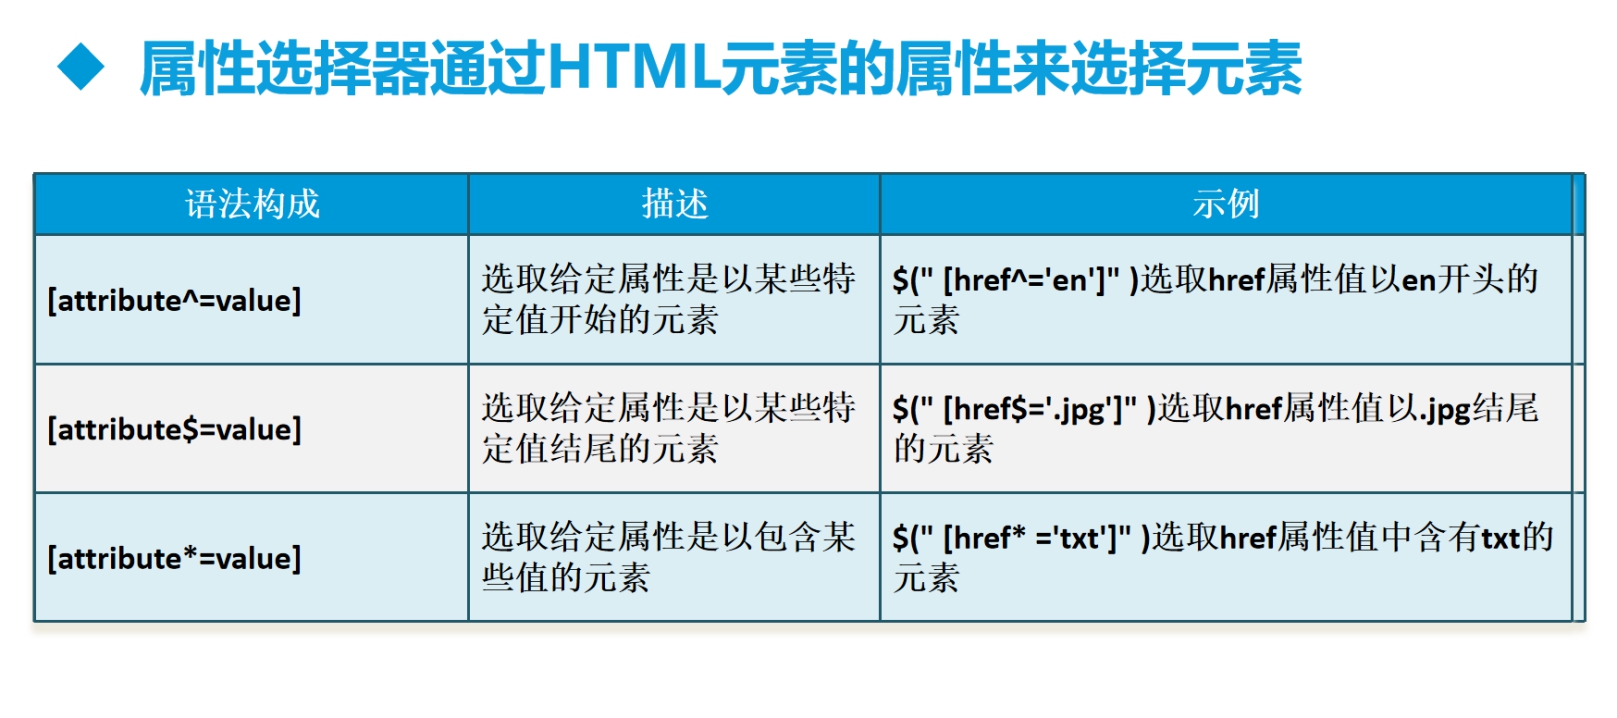 属性选择器通过HTML元素的属性来选择元素
语法构成
描述
示例
[attribute^=value]
选取给定属性是以某些特
定值开始的元素
$(" [href^='en']" )选取href属性值以en开头的
元素
[attribute$=value]
选取给定属性是以某些特
定值结尾的元素
$(" [href$='.jpg']" )选取href属性值以.jpg结尾
的元素
[attribute*=value]
选取给定属性是以包含某
些值的元素
$(" [href* ='txt']" )选取href属性值中含有txt的
元素